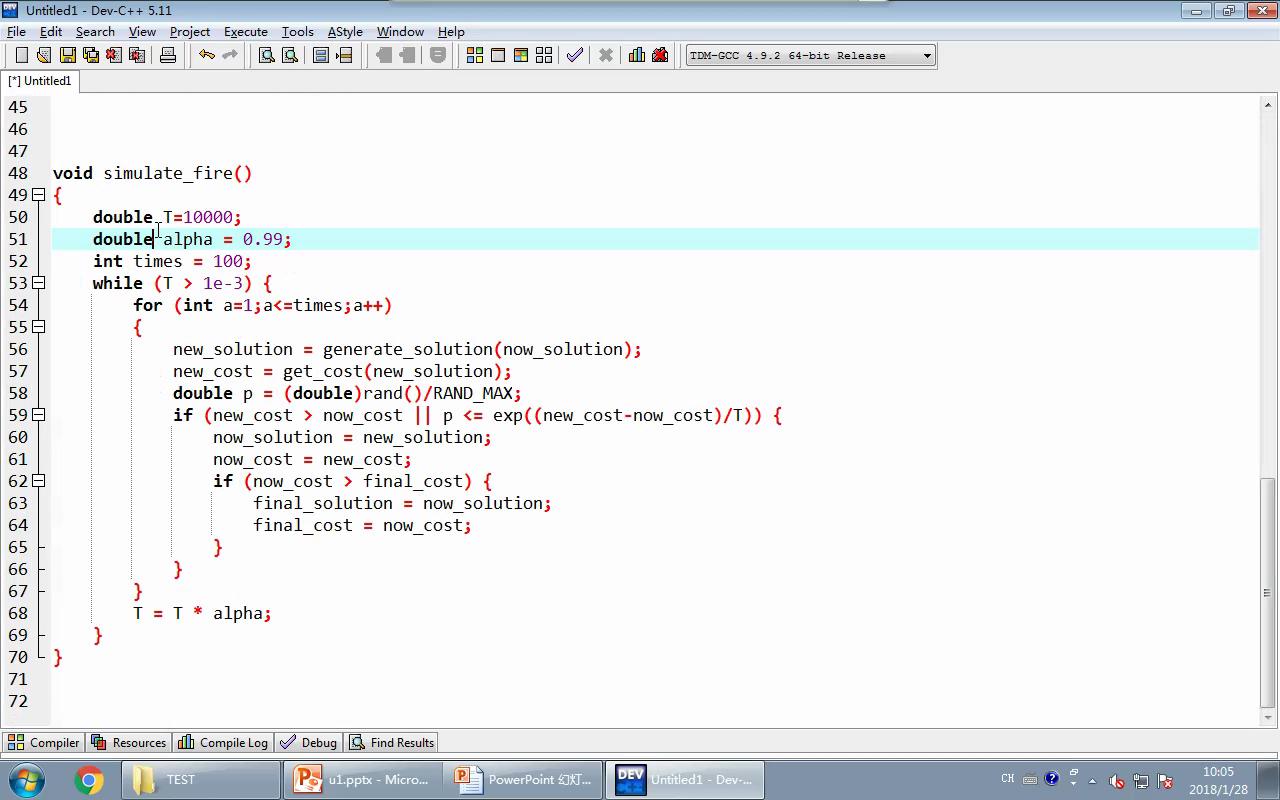 Untitled1 - Dev-C++ 5.11
File Edit Search View Project Execute Tools AStyle Window Help
TDM-GCC 4.9.2 64-bit Release
[*] Untitled1
45
46
47
48 void simulate_fire()
49 {
50 double T=10000;
51 double alpha = 0.99;
52 int times = 100;
53 while (T > 1e-3) {
54 for (int a=1;a<=times;a++)
55 {
56 new_solution = generate_solution(now_solution);
57 new_cost = get_cost(new_solution);
58 double p = (double)rand()/RAND_MAX;
59 if (new_cost > now_cost || p <= exp((new_cost-now_cost)/T)) {
60 now_solution = new_solution;
61 now_cost = new_cost;
62 if (now_cost > final_cost) {
63 final_solution = now_solution;
64 final_cost = now_cost;
65 }
66 }
67 }
68 T = T * alpha;
69 }
70 }
71
72
Compiler Resources Compile Log Debug Find Results
TEST u1.pptx - Micro... PowerPoint 幻灯... DEV C++ Untitled1 - Dev-... CH 10:05
2018/1/28